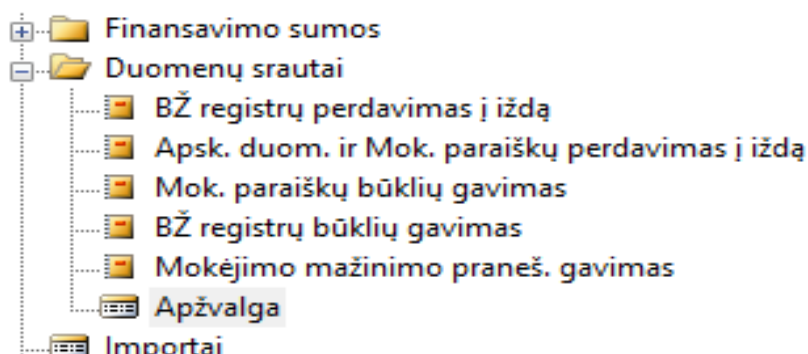 Finansavimo sumos
Duomenų srautai
BŽ registrų perdavimas į iždą
Apsk. duom. ir Mok. paraiškų perdavimas į iždą
Mok. paraiškų būklių gavimas
BŽ registrų būklių gavimas
Mokėjimo mažinimo praneš. gavimas
Apžvalga
Importai